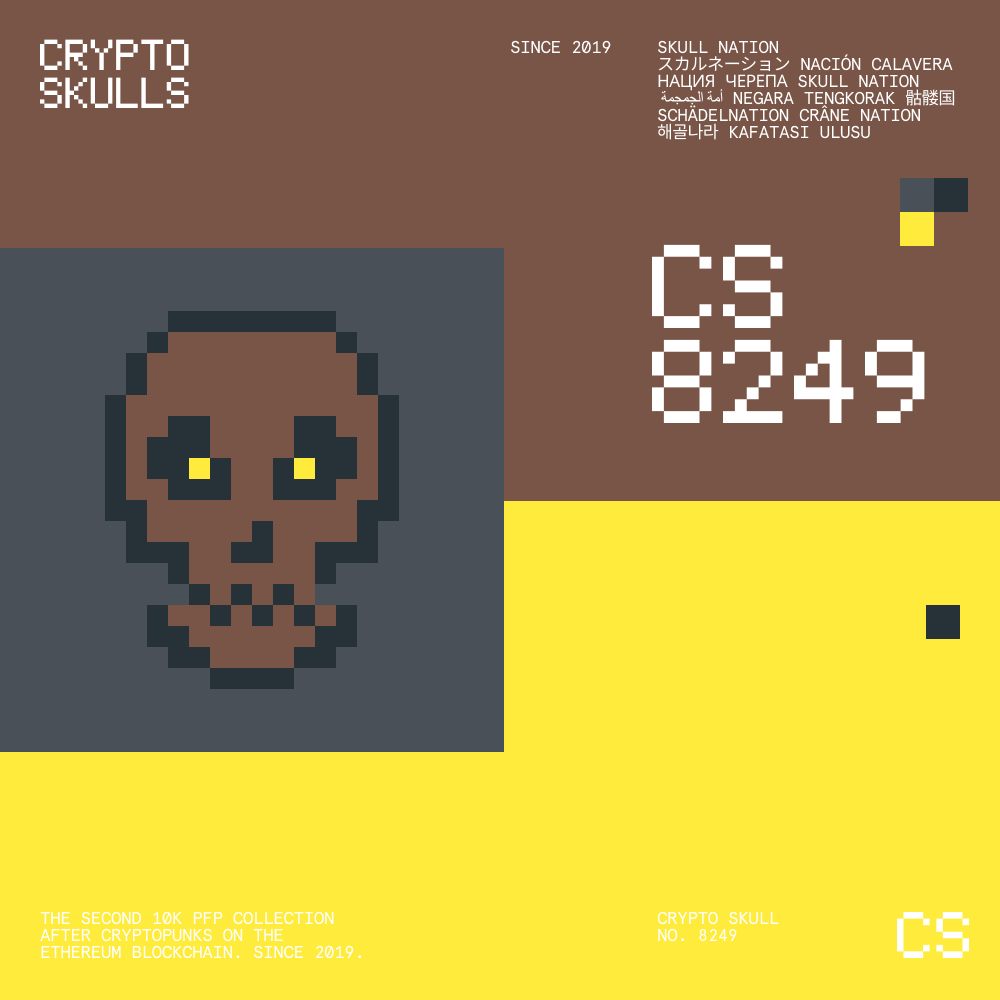 CRYPTO
SKULLS
SINCE 2019
SKULL NATION
スカルネーション NACIÓN CALAVERA
НАЦИЯ ЧЕРЕПА SKULL NATION
أمة الجمجمة NEGARA TENGKORAK 骷髅国
SCHÄDELNATION CRÂNE NATION
해골나라 KAFATASI ULUSU
CS
8249
THE SECOND 10K PFP COLLECTION
AFTER CRYPTOPUNKS ON THE
ETHEREUM BLOCKCHAIN. SINCE 2019.
CRYPTO SKULL
NO. 8249
CS